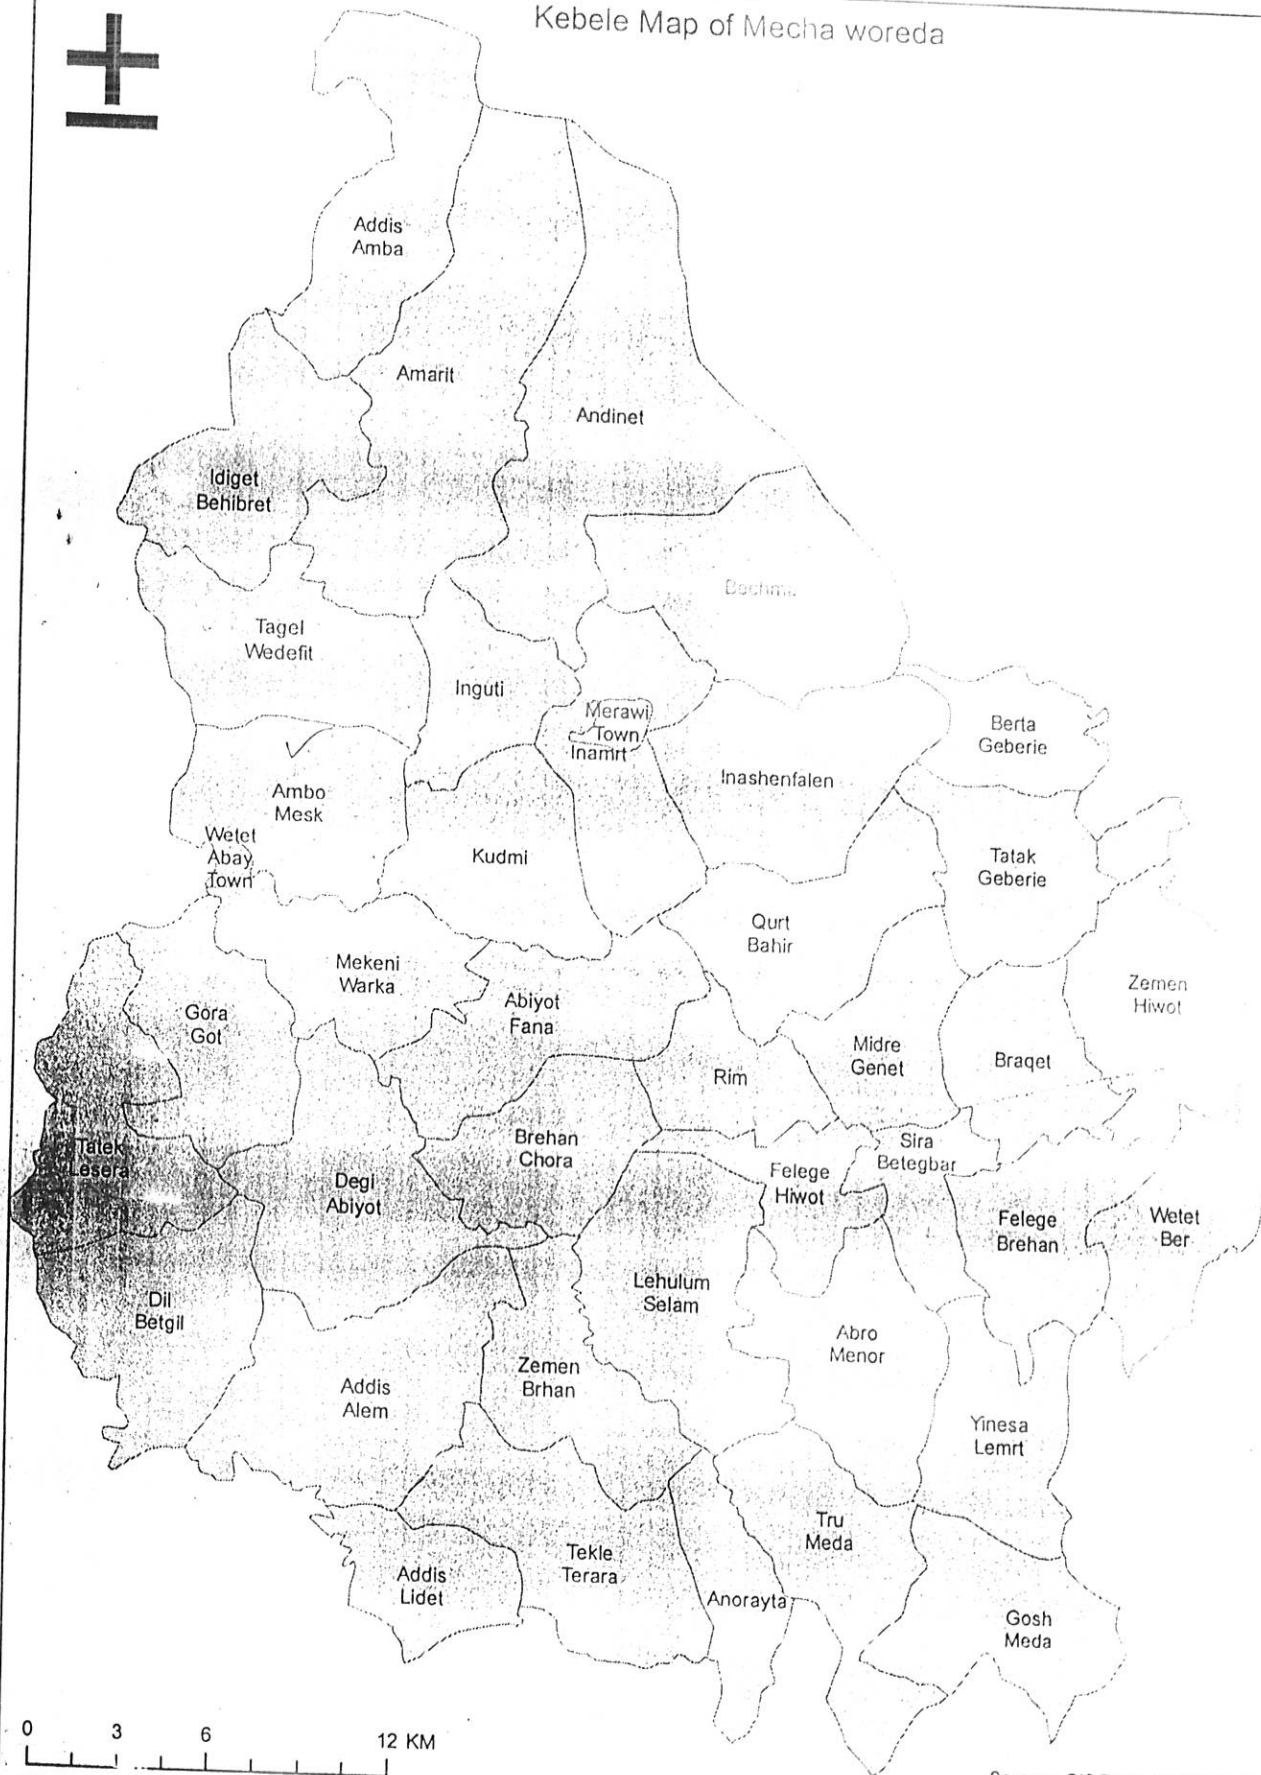 Kebele Map of Mecha woreda
Addis
Amba
Amarit
Andinet
Idiget
Behibret
Tagel
Wedefit
Inguti
Merawi
Town
Inamrt
Berta
Geberie
Inashenfalen
Ambo
Mesk
Wetet
Abay
Town
Kudmi
Tatak
Geberie
Qurt
Bahir
Mekeni
Warka
Abiyot
Fana
Zemen
Hiwot
Gora
Got
Midre
Genet
Braqet
Rim
Tatek
Lesera
Brehan
Chora
Sira
Betegbar
Felege
Hiwot
Degi
Abiyot
Felege
Brehan
Wetet
Ber
Lehulum
Selam
Dil
Betgil
Abro
Menor
Zemen
Brhan
Addis
Alem
Yinesa
Lemrt
Tru
Meda
Tekle
Terara
Addis
Lidet
Anorayta
Gosh
Meda
0 3 6 12 KM